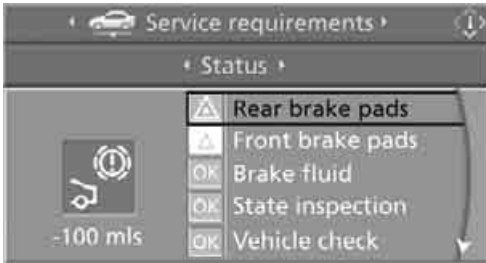 Service requirements
Status
Rear brake pads
Front brake pads
OK Brake fluid
OK State inspection
OK Vehicle check
-100 mls